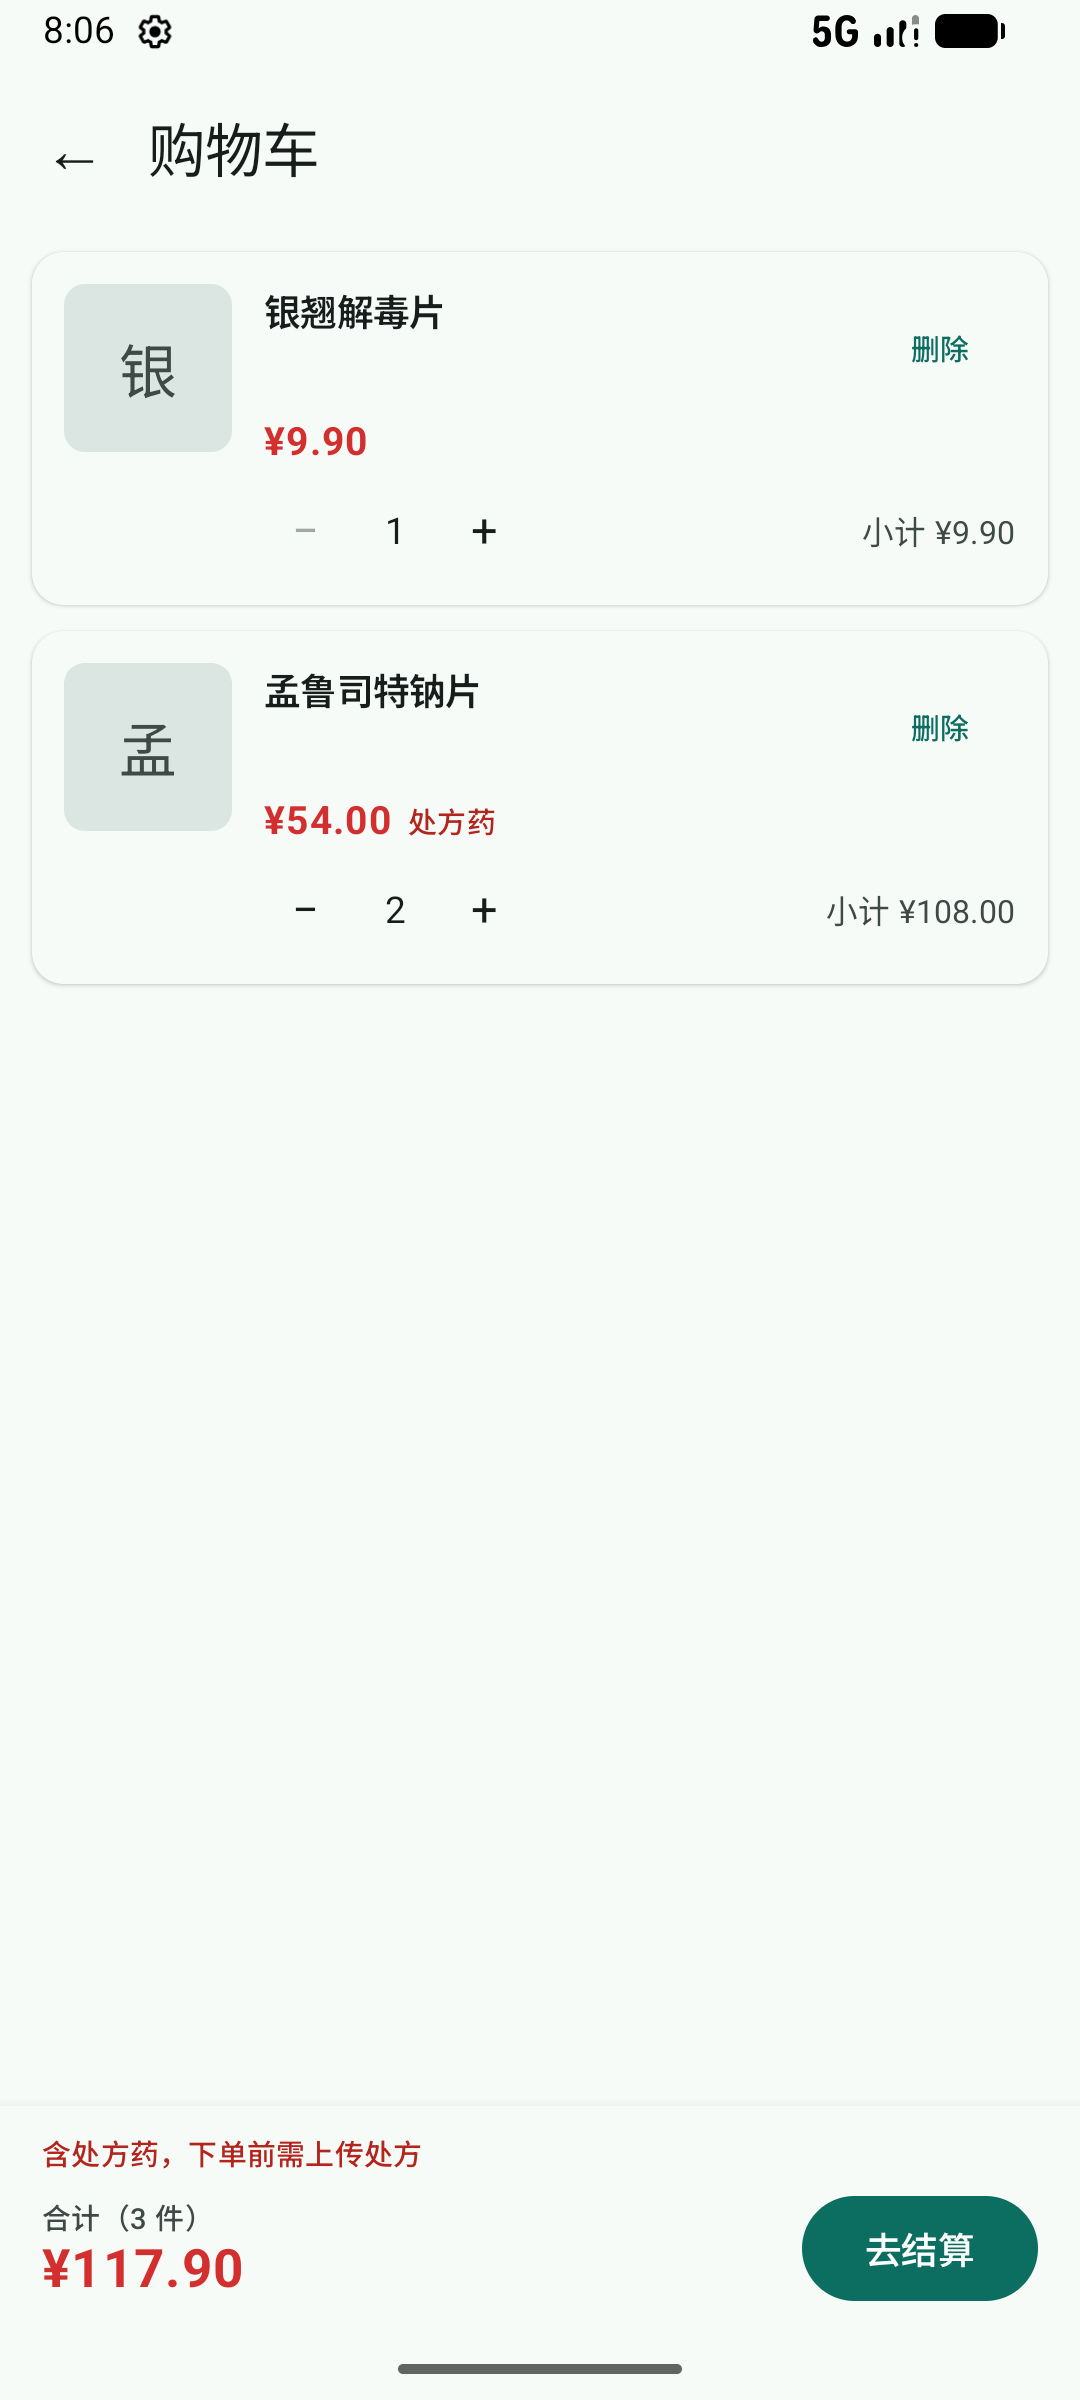 8:06 5G
← 购物车
银
银翘解毒片
删除
¥9.90
− 1 + 小计 ¥9.90
孟
孟鲁司特钠片
删除
¥54.00 处方药
− 2 + 小计 ¥108.00
含处方药，下单前需上传处方
合计（3 件）
¥117.90
去结算